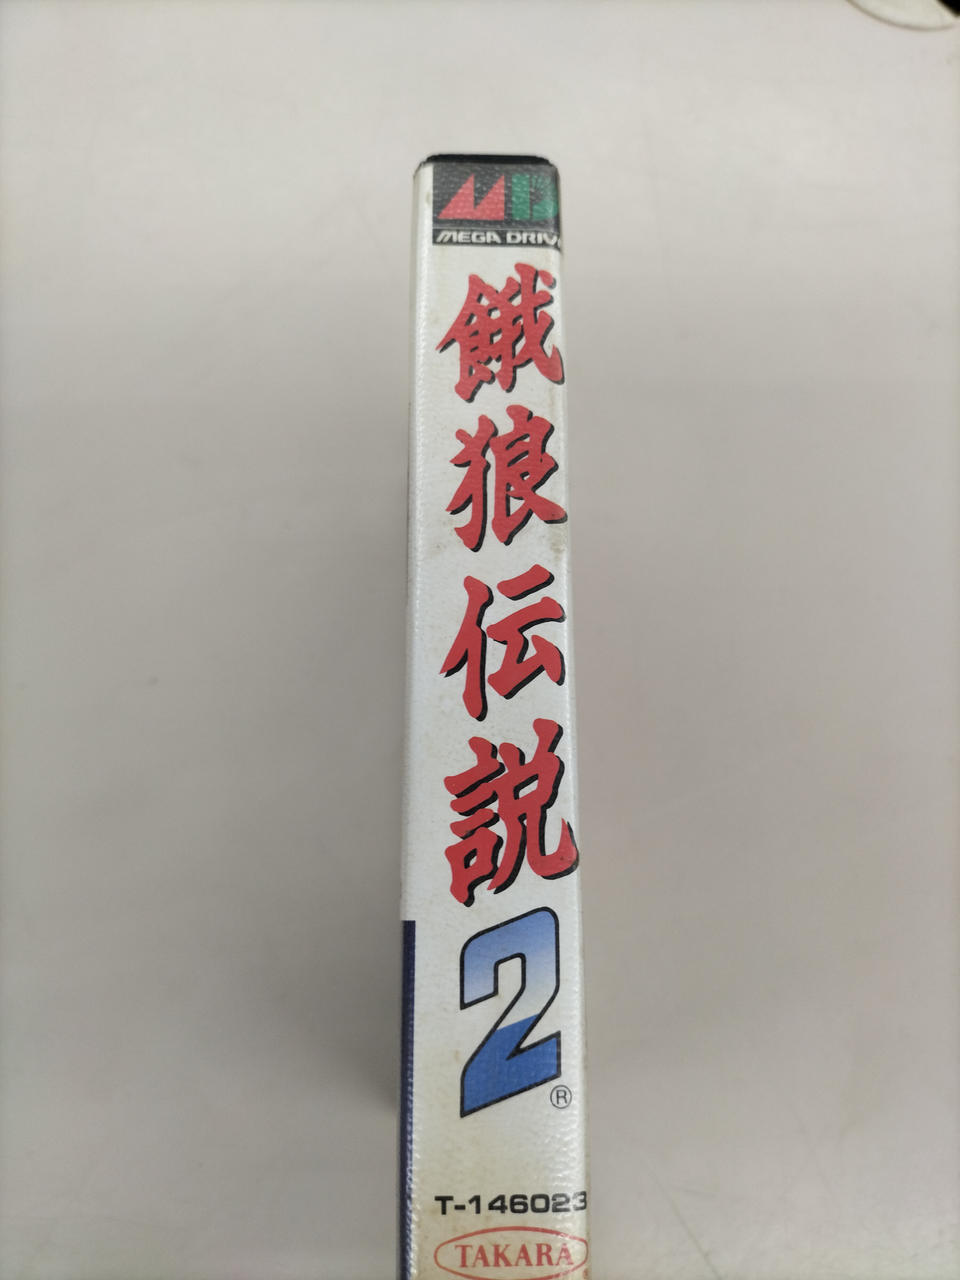 MD
MEGA DRIVE
餓狼伝説
2
®
T-146023
TAKARA